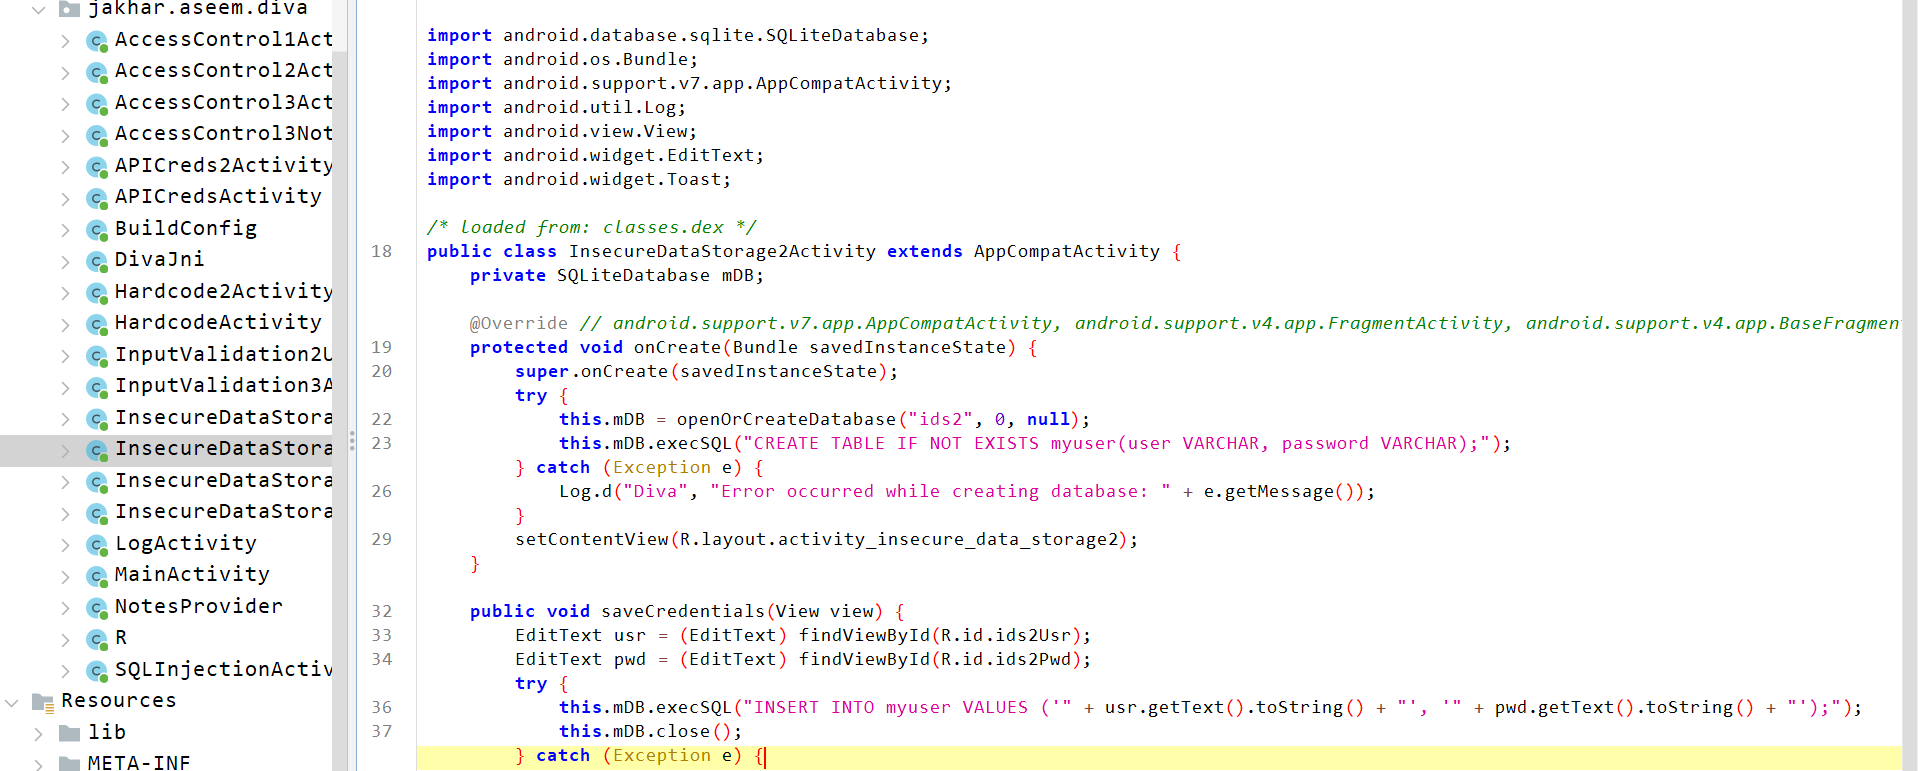 jakhar.aseem.diva
AccessControl1Act
AccessControl2Act
AccessControl3Act
AccessControl3Not
APICreds2Activity
APICredsActivity
BuildConfig
DivaJni
Hardcode2Activity
HardcodeActivity
InputValidation2U
InputValidation3A
InsecureDataStora
InsecureDataStora
InsecureDataStora
InsecureDataStora
LogActivity
MainActivity
NotesProvider
R
SQLInjectionActiv
Resources
lib
META-INF
import android.database.sqlite.SQLiteDatabase;
import android.os.Bundle;
import android.support.v7.app.AppCompatActivity;
import android.util.Log;
import android.view.View;
import android.widget.EditText;
import android.widget.Toast;
/* loaded from: classes.dex */
18 public class InsecureDataStorage2Activity extends AppCompatActivity {
private SQLiteDatabase mDB;
@Override // android.support.v7.app.AppCompatActivity, android.support.v4.app.FragmentActivity, android.support.v4.app.BaseFragmen
19 protected void onCreate(Bundle savedInstanceState) {
20 super.onCreate(savedInstanceState);
try {
22 this.mDB = openOrCreateDatabase("ids2", 0, null);
23 this.mDB.execSQL("CREATE TABLE IF NOT EXISTS myuser(user VARCHAR, password VARCHAR);");
} catch (Exception e) {
26 Log.d("Diva", "Error occurred while creating database: " + e.getMessage());
}
29 setContentView(R.layout.activity_insecure_data_storage2);
}
32 public void saveCredentials(View view) {
33 EditText usr = (EditText) findViewById(R.id.ids2Usr);
34 EditText pwd = (EditText) findViewById(R.id.ids2Pwd);
try {
36 this.mDB.execSQL("INSERT INTO myuser VALUES ('" + usr.getText().toString() + "', '" + pwd.getText().toString() + "');");
37 this.mDB.close();
} catch (Exception e) {